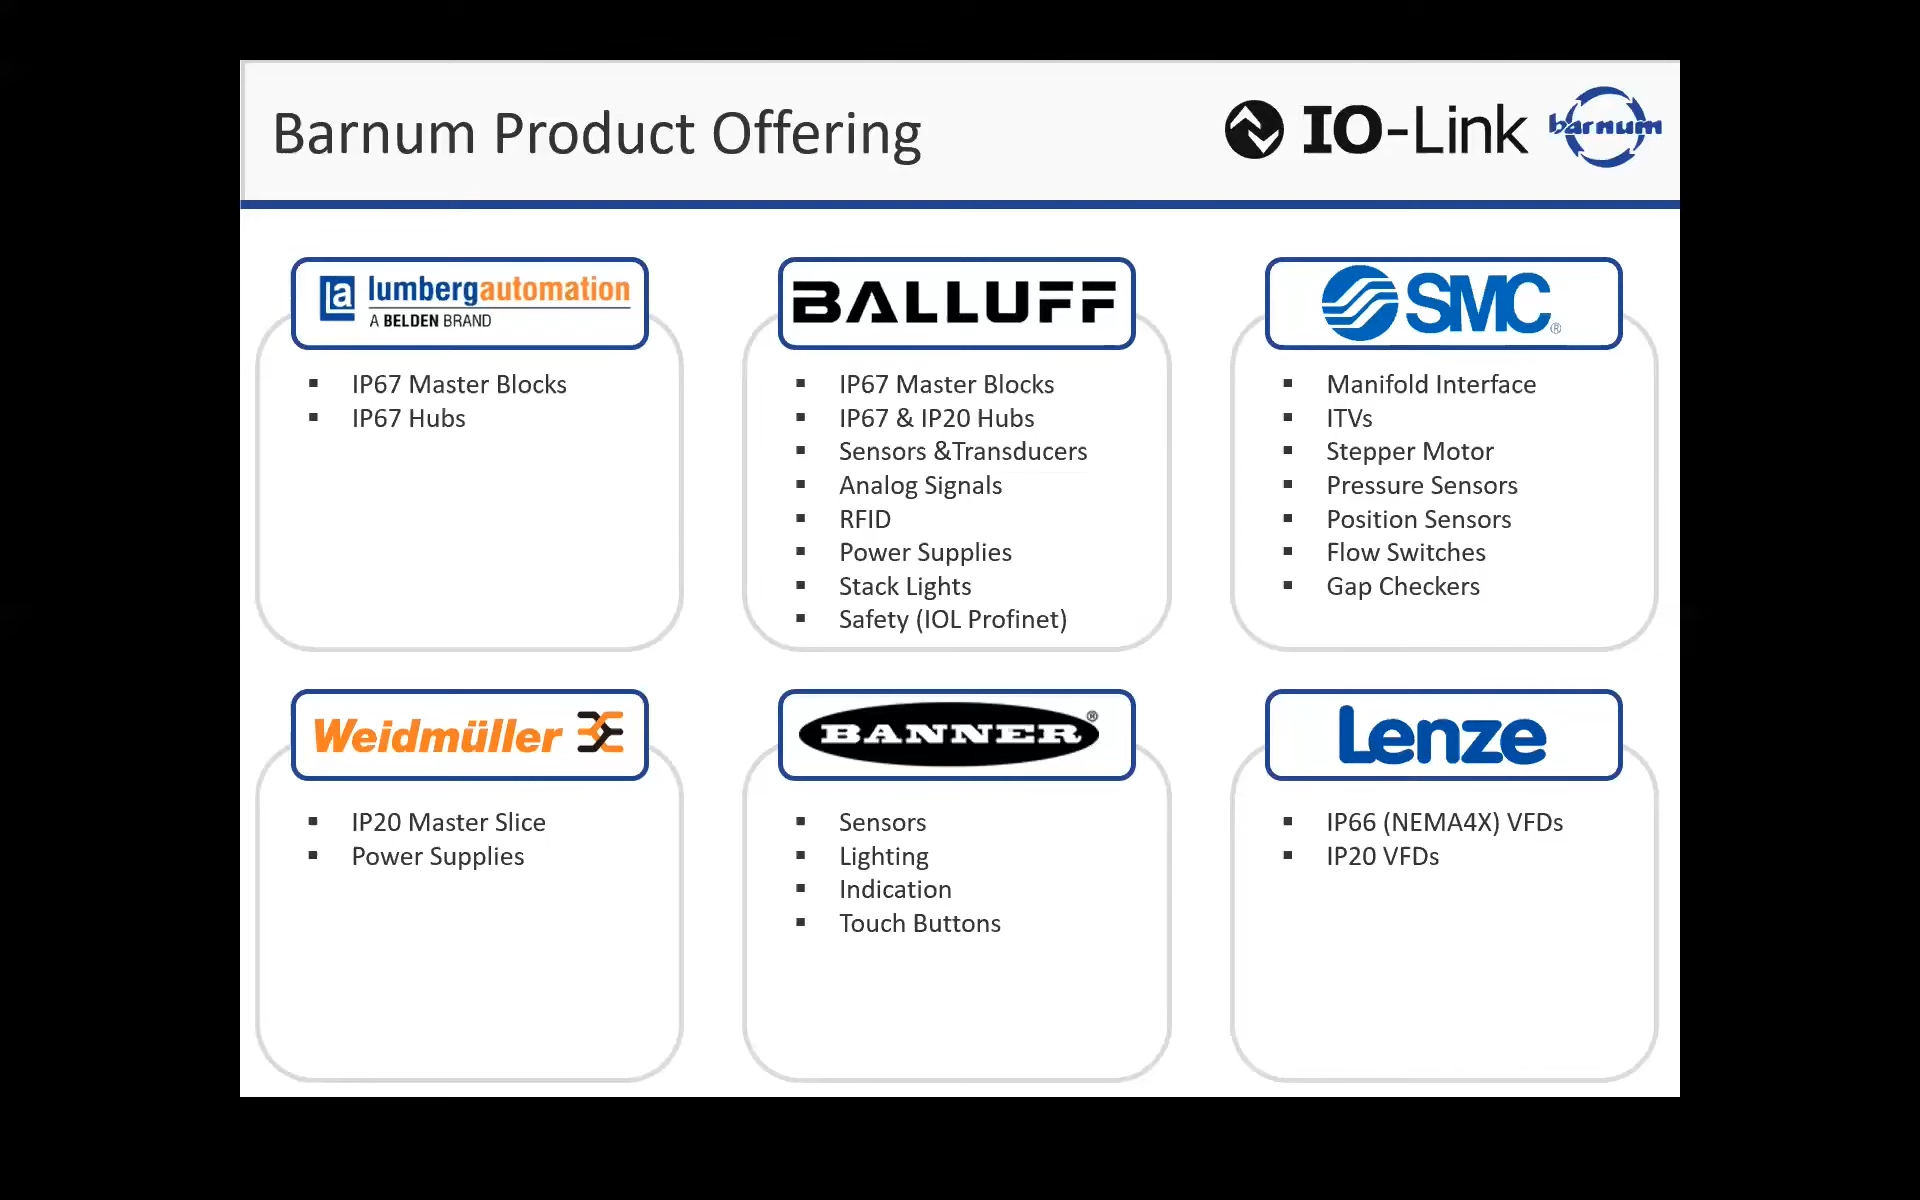 Barnum Product Offering
IO-Link
barnum
la lumbergautomation
A BELDEN BRAND
▪ IP67 Master Blocks
▪ IP67 Hubs
BALLUFF
▪ IP67 Master Blocks
▪ IP67 & IP20 Hubs
▪ Sensors &Transducers
▪ Analog Signals
▪ RFID
▪ Power Supplies
▪ Stack Lights
▪ Safety (IOL Profinet)
SMC®
▪ Manifold Interface
▪ ITVs
▪ Stepper Motor
▪ Pressure Sensors
▪ Position Sensors
▪ Flow Switches
▪ Gap Checkers
Weidmüller
▪ IP20 Master Slice
▪ Power Supplies
BANNER®
▪ Sensors
▪ Lighting
▪ Indication
▪ Touch Buttons
Lenze
▪ IP66 (NEMA4X) VFDs
▪ IP20 VFDs